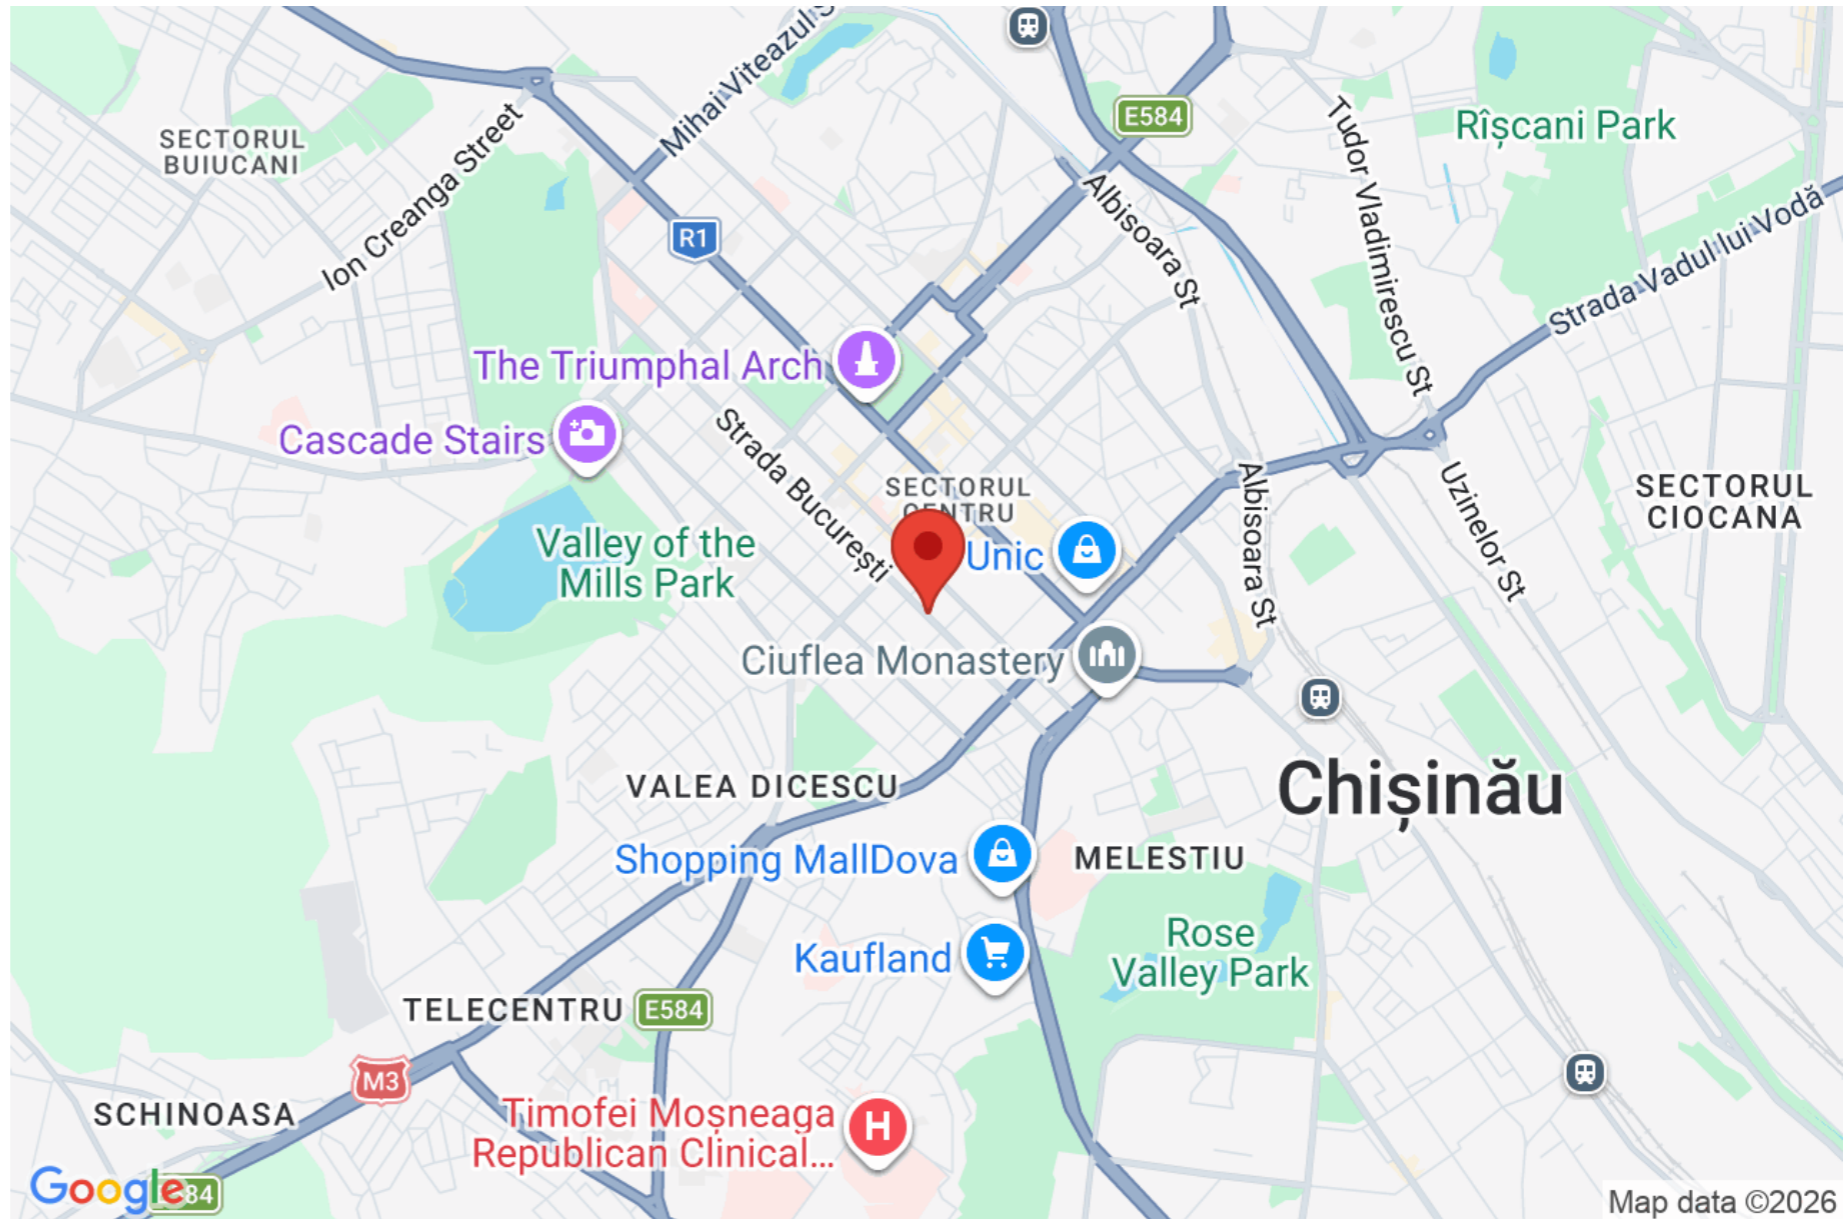 Mihai Viteazul S
E584
Tudor Vladimirescu St
Rîșcani Park
SECTORUL
BUIUCANI
Ion Creanga Street
Albisoara St
R1
Strada Vadul lui Vodă
The Triumphal Arch
Cascade Stairs
Strada București
SECTORUL
CENTRU
Unic
Albisoara St
Uzinelor St
SECTORUL
CIOCANA
Valley of the
Mills Park
Ciuflea Monastery
Chișinău
VALEA DICESCU
Shopping MallDova
MELESTIU
Kaufland
Rose
Valley Park
TELECENTRU
E584
M3
SCHINOASA
Timofei Moșneaga
Republican Clinical...
H
Google
84
Map data ©2026